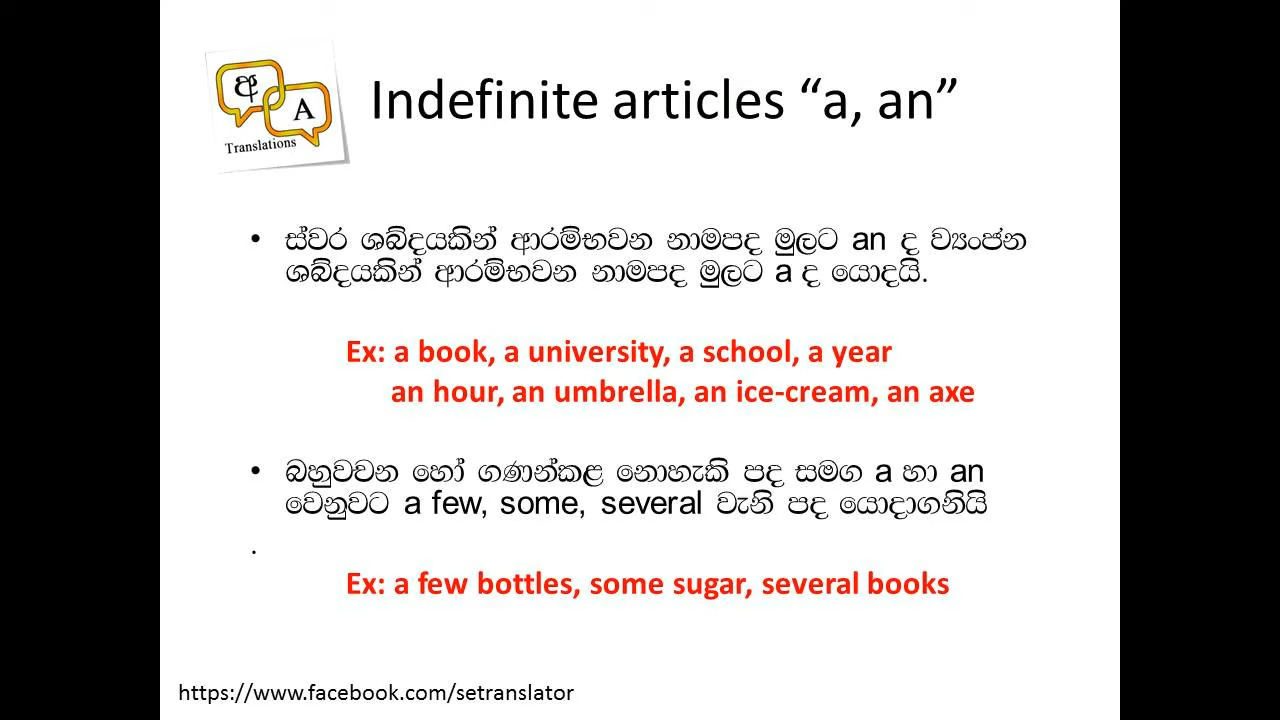 අ
A
Translations
Indefinite articles “a, an”
• ස්වර ශබ්දයකින් ආරම්භවන නාමපද මුලට an ද ව්‍යංජන
ශබ්දයකින් ආරම්භවන නාමපද මුලට a ද යොදයි.
Ex: a book, a university, a school, a year
an hour, an umbrella, an ice-cream, an axe
• බහුවචන හෝ ගණන්කළ නොහැකි පද සමග a හා an
වෙනුවට a few, some, several වැනි පද යොදාගනියි
.
Ex: a few bottles, some sugar, several books
https://www.facebook.com/setranslator